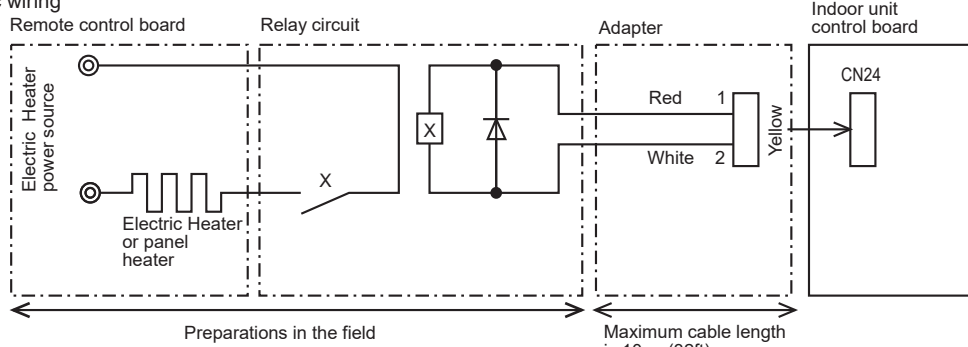 wiring
Remote control board
Relay circuit
Adapter
Indoor unit
control board
Electric Heater
power source
Electric Heater
or panel
heater
X
X
Red 1
White 2
Yellow
CN24
Preparations in the field
Maximum cable length